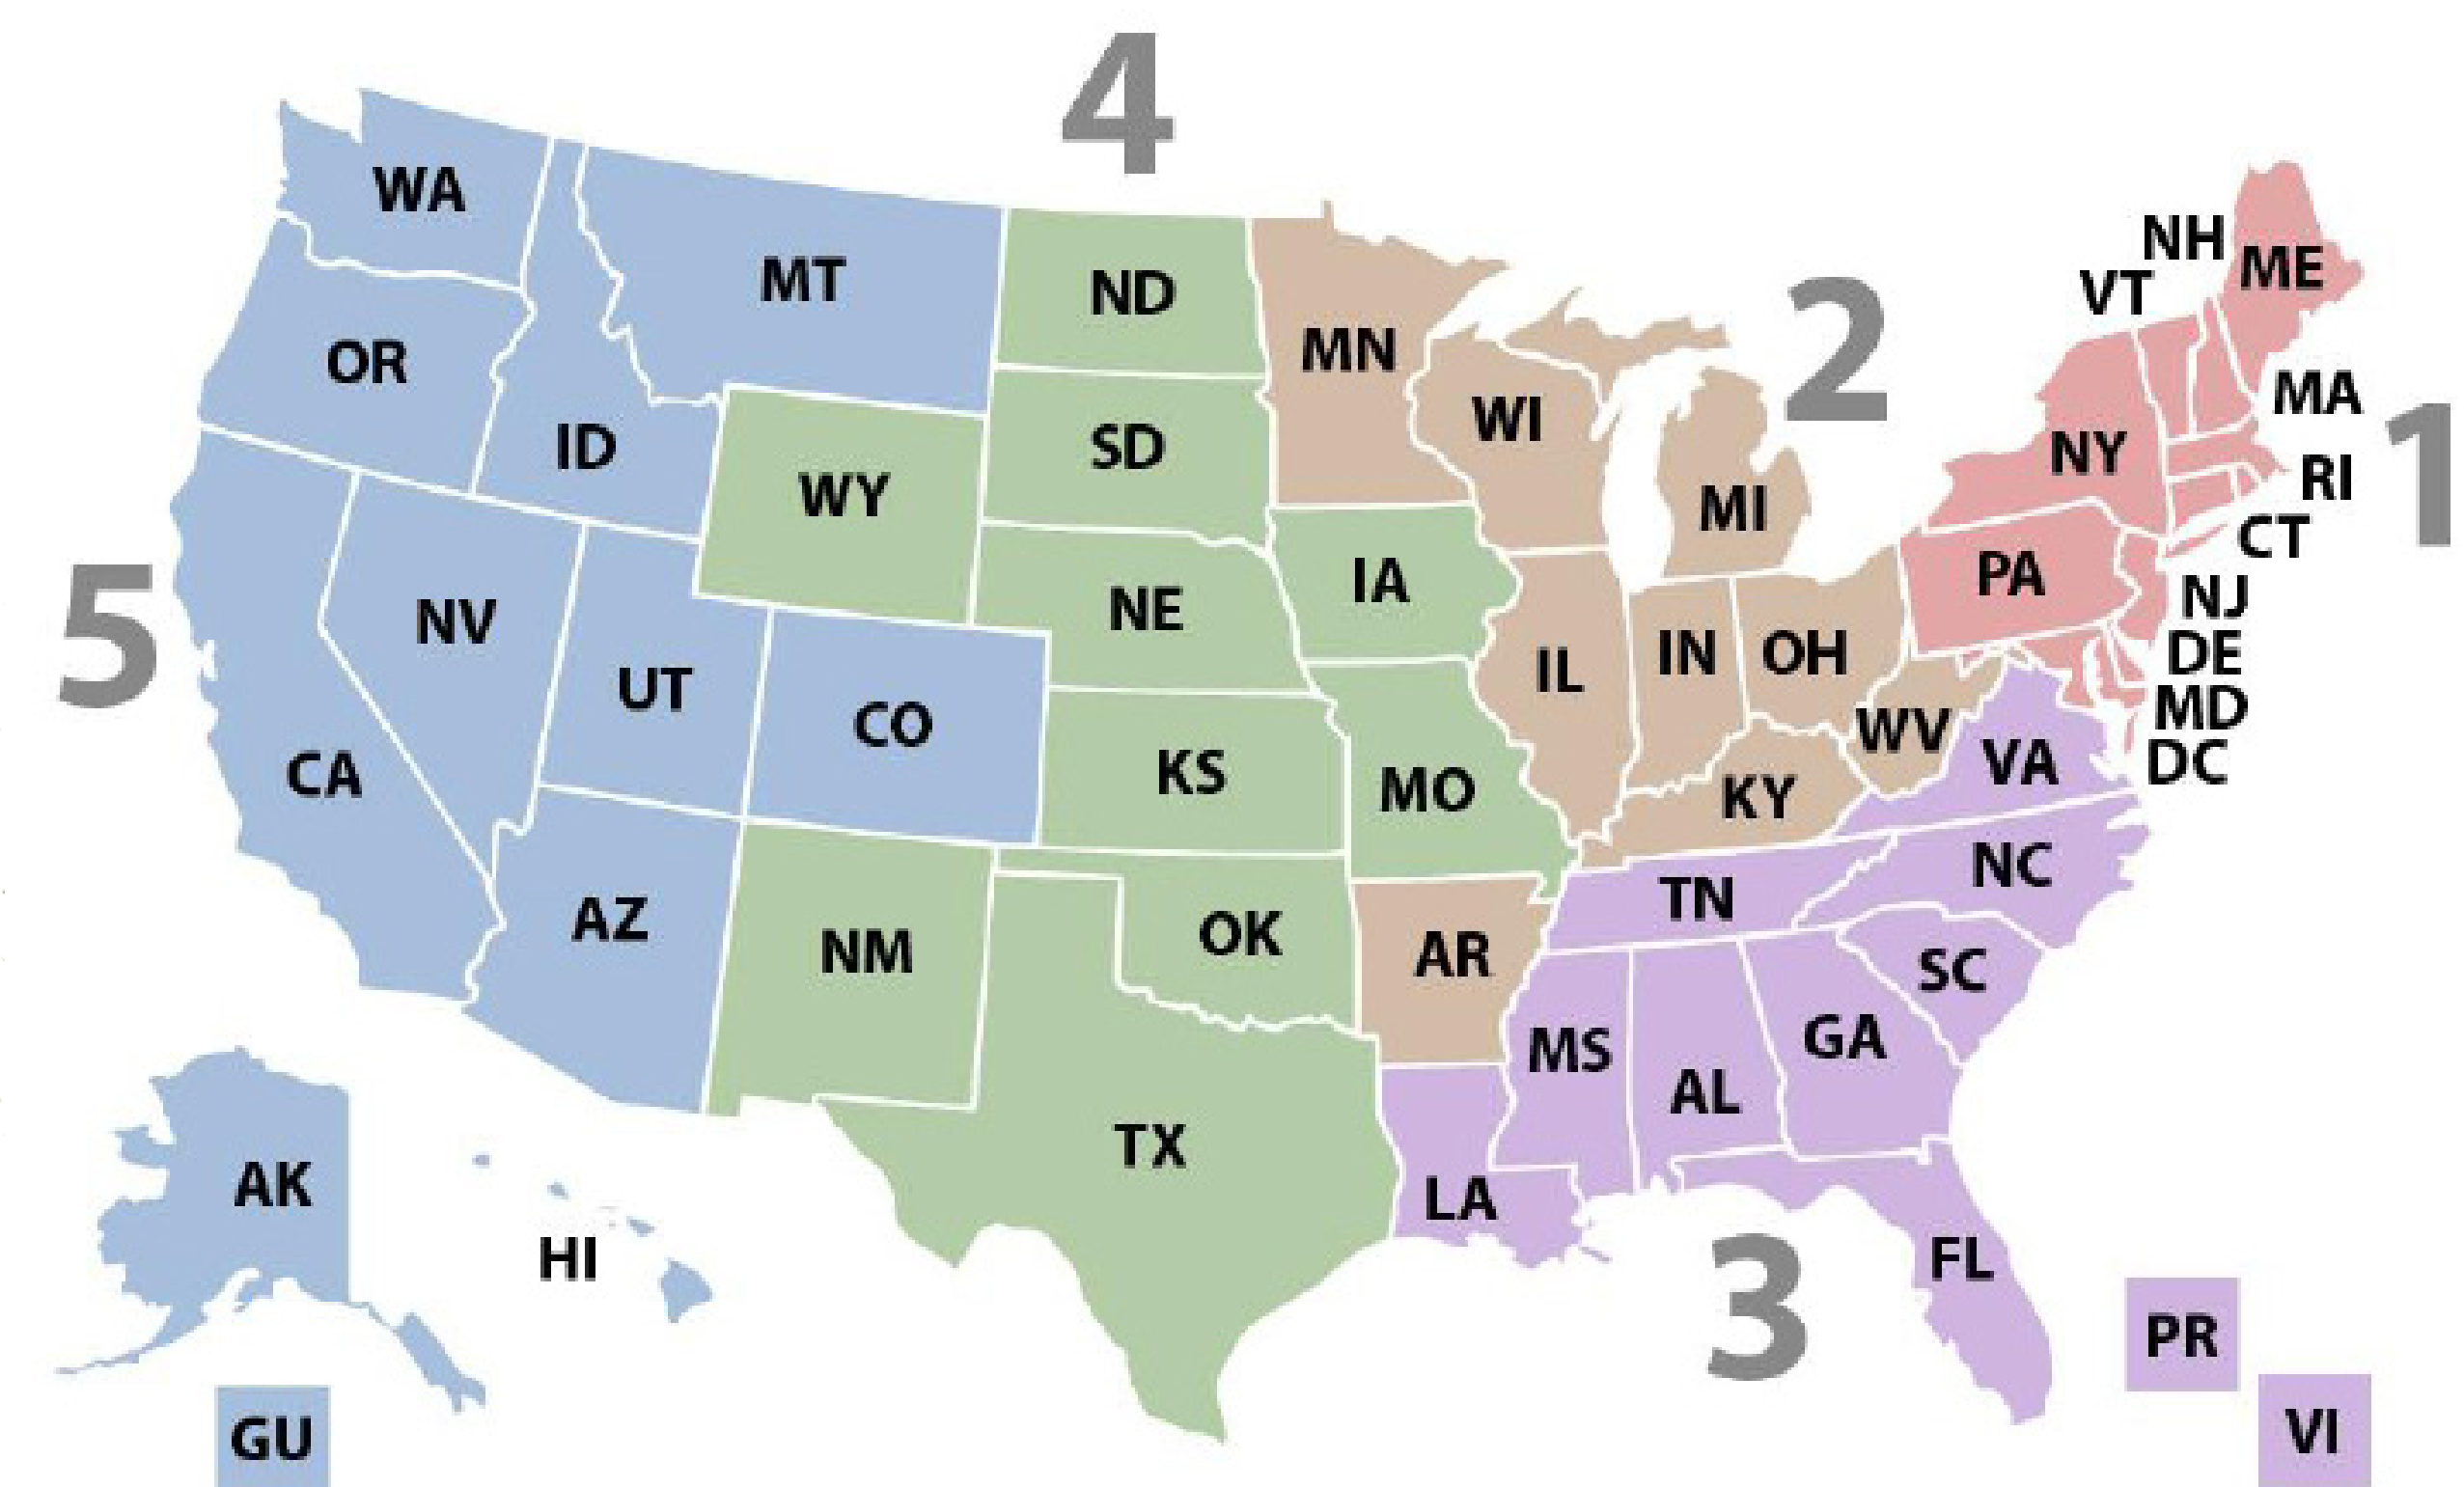 4
WA
NH
ME
MT
ND
VT
MN
2
OR
MA
WI
1
ID
SD
NY
RI
WY
MI
CT
IA
PA
5
NV
NE
NJ
IN
OH
DE
IL
UT
MD
CO
WV
VA
DC
CA
KS
MO
KY
NC
TN
AZ
OK
NM
AR
SC
MS
GA
AL
TX
AK
LA
HI
FL
3
PR
GU
VI